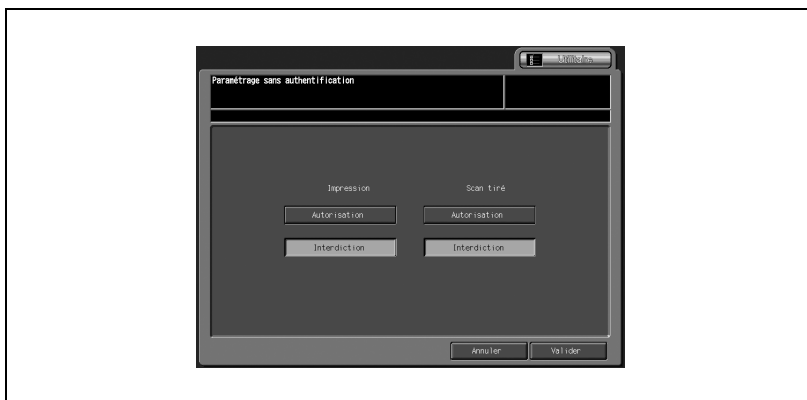 Utilitaire
Paramétrage sans authentification
Impression Scan tiré
Autorisation Autorisation
Interdiction Interdiction
Annuler Valider